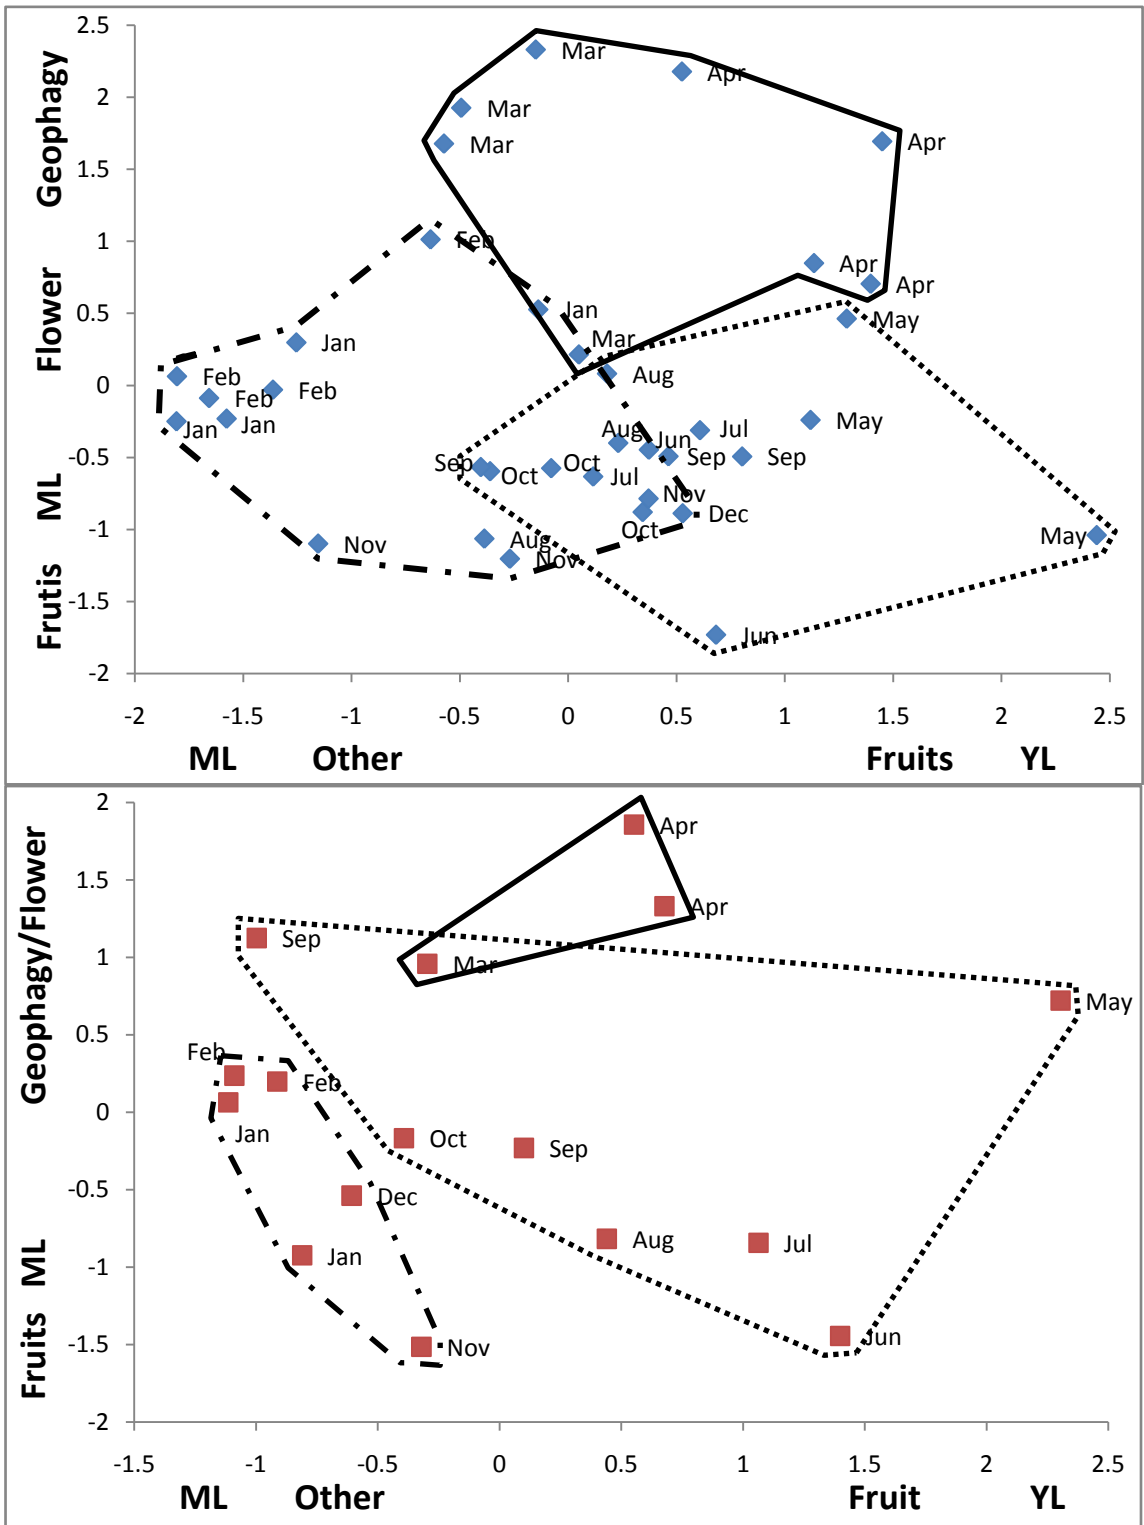 2.5
Mar
Apr
2
Mar
Mar
Apr
1.5
Geophagy
1
Feb
Apr
Apr
0.5
Jan
May
Flower
Jan
Mar
Aug
0
Feb
Feb
Feb
Jan
Jan
May
Aug
Jun
Jul
-0.5
Sep
Oct
Oct
Jul
Sep
Sep
ML
Nov
Oct
Dec
-1
Nov
Aug
Nov
May
-1.5
Frutis
Jun
-2
-2 -1.5 -1 -0.5 0 0.5 1 1.5 2 2.5
ML Other Fruits YL
2
Apr
1.5
Apr
1
Sep
Mar
May
Geophagy/Flower
0.5
Feb
Feb
0
Jan
Oct
Sep
-0.5
Dec
Aug
Jul
-1
Jan
ML
-1.5
Nov
Jun
Fruits
-2
-1.5 -1 -0.5 0 0.5 1 1.5 2 2.5
ML Other Fruit YL